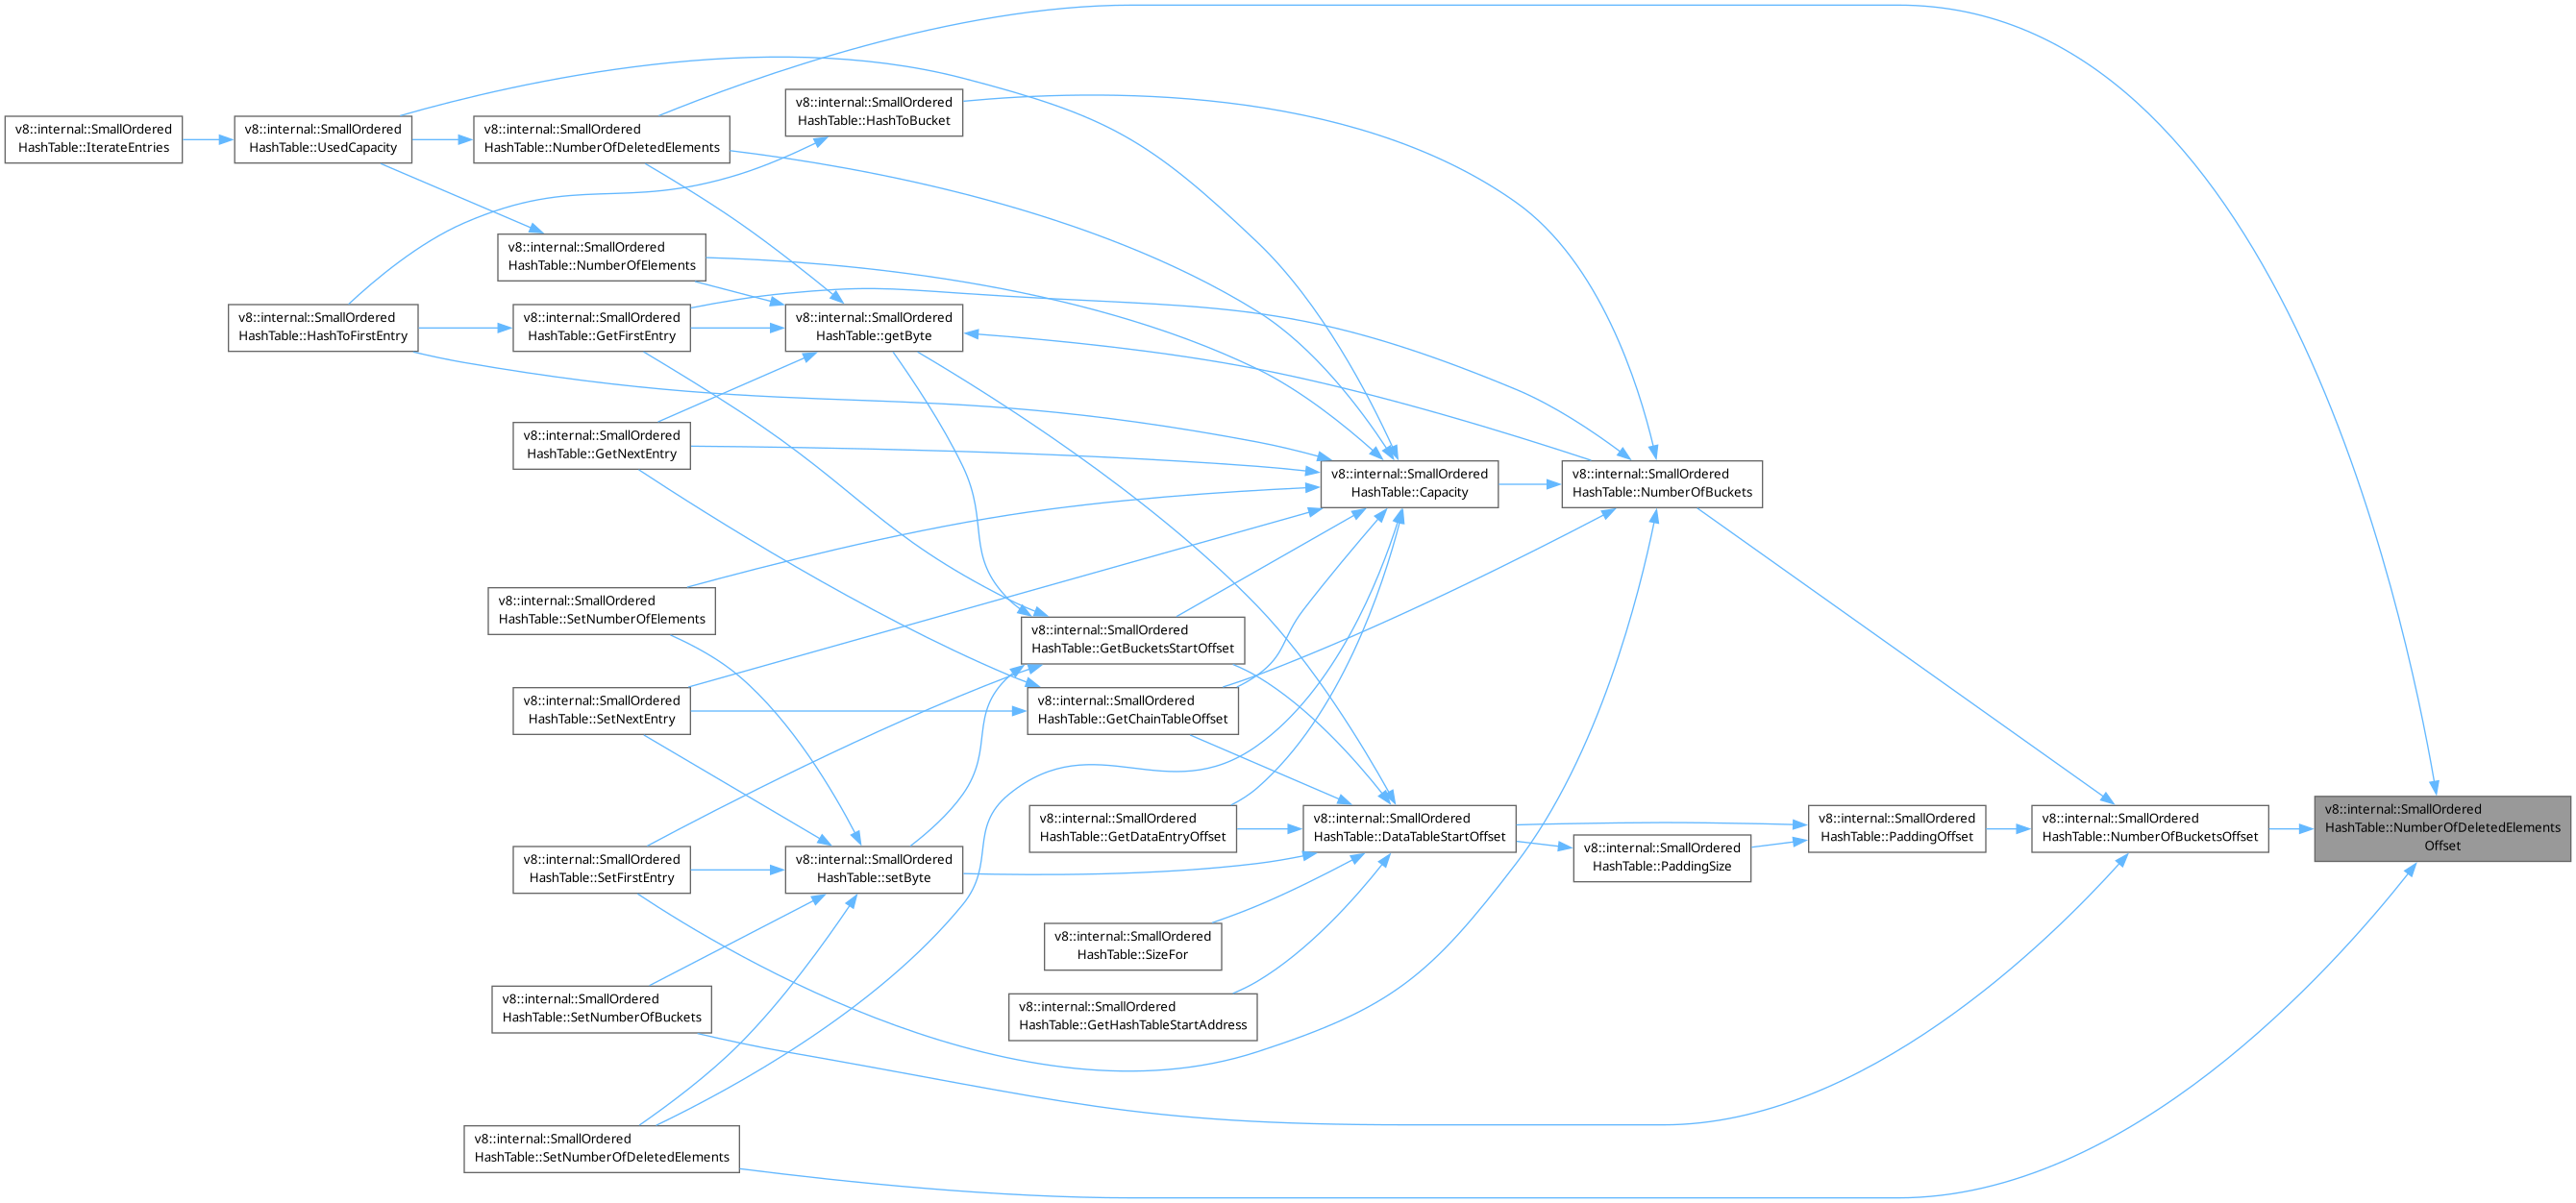 v8::internal::SmallOrdered
HashTable::IterateEntries
v8::internal::SmallOrdered
HashTable::UsedCapacity
v8::internal::SmallOrdered
HashTable::NumberOfDeletedElements
v8::internal::SmallOrdered
HashTable::HashToBucket
v8::internal::SmallOrdered
HashTable::NumberOfElements
v8::internal::SmallOrdered
HashTable::HashToFirstEntry
v8::internal::SmallOrdered
HashTable::GetFirstEntry
v8::internal::SmallOrdered
HashTable::getByte
v8::internal::SmallOrdered
HashTable::GetNextEntry
v8::internal::SmallOrdered
HashTable::Capacity
v8::internal::SmallOrdered
HashTable::NumberOfBuckets
v8::internal::SmallOrdered
HashTable::SetNumberOfElements
v8::internal::SmallOrdered
HashTable::GetBucketsStartOffset
v8::internal::SmallOrdered
HashTable::SetNextEntry
v8::internal::SmallOrdered
HashTable::GetChainTableOffset
v8::internal::SmallOrdered
HashTable::GetDataEntryOffset
v8::internal::SmallOrdered
HashTable::DataTableStartOffset
v8::internal::SmallOrdered
HashTable::PaddingSize
v8::internal::SmallOrdered
HashTable::PaddingOffset
v8::internal::SmallOrdered
HashTable::NumberOfBucketsOffset
v8::internal::SmallOrdered
HashTable::NumberOfDeletedElements
Offset
v8::internal::SmallOrdered
HashTable::SetFirstEntry
v8::internal::SmallOrdered
HashTable::setByte
v8::internal::SmallOrdered
HashTable::SizeFor
v8::internal::SmallOrdered
HashTable::SetNumberOfBuckets
v8::internal::SmallOrdered
HashTable::GetHashTableStartAddress
v8::internal::SmallOrdered
HashTable::SetNumberOfDeletedElements